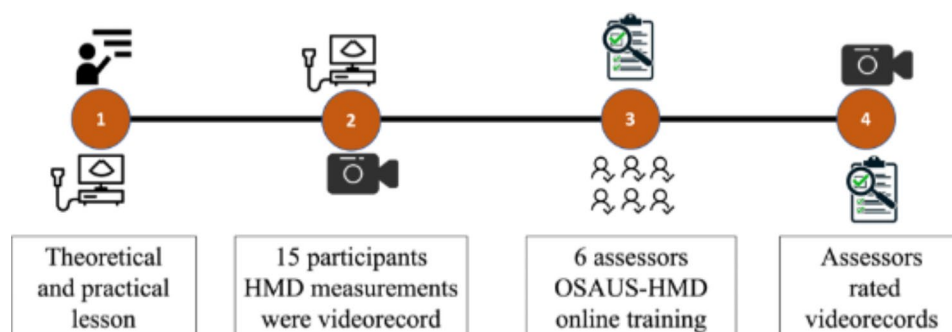 1
2
3
4
Theoretical
and practical
lesson
15 participants
HMD measurements
were videorecord
6 assessors
OSAUS-HMD
online training
Assessors
rated
videorecords